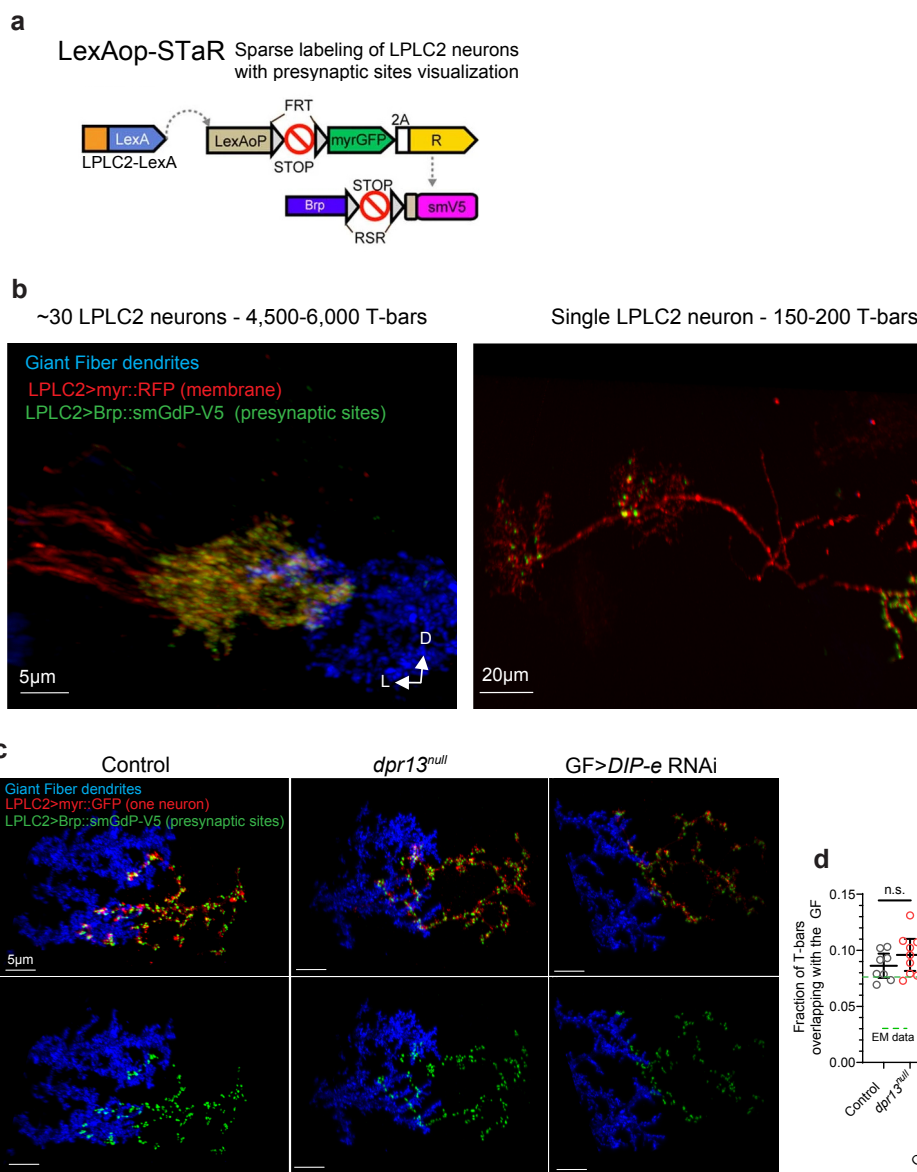 a
LexAop-STaR
Sparse labeling of LPLC2 neurons
with presynaptic sites visualization
FRT
2A
LexA
LexAoP
myrGFP
R
LPLC2-LexA
STOP
STOP
Brp
smV5
RSR
b
~30 LPLC2 neurons - 4,500-6,000 T-bars
Single LPLC2 neuron - 150-200 T-bars
Giant Fiber dendrites
LPLC2>myr::RFP (membrane)
LPLC2>Brp::smGdP-V5 (presynaptic sites)
D
L
5µm
20µm
c
Control
dpr13null
GF>DIP-e RNAi
Giant Fiber dendrites
LPLC2>myr::GFP (one neuron)
LPLC2>Brp::smGdP-V5 (presynaptic sites)
5µm
d
n.s.
Fraction of T-bars
overlapping with the GF
0.15
0.10
0.05
0.00
EM data
Control
dpr13null